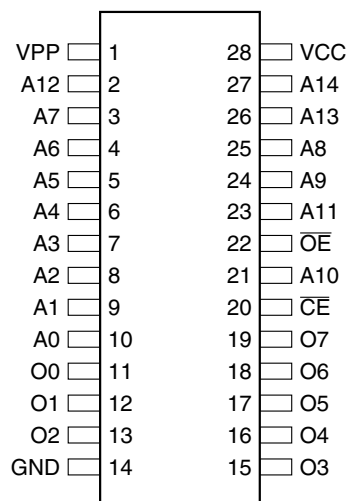 VPP 1 28 VCC
A12 2 27 A14
A7 3 26 A13
A6 4 25 A8
A5 5 24 A9
A4 6 23 A11
A3 7 22 O̅E̅
A2 8 21 A10
A1 9 20 C̅E̅
A0 10 19 O7
O0 11 18 O6
O1 12 17 O5
O2 13 16 O4
GND 14 15 O3